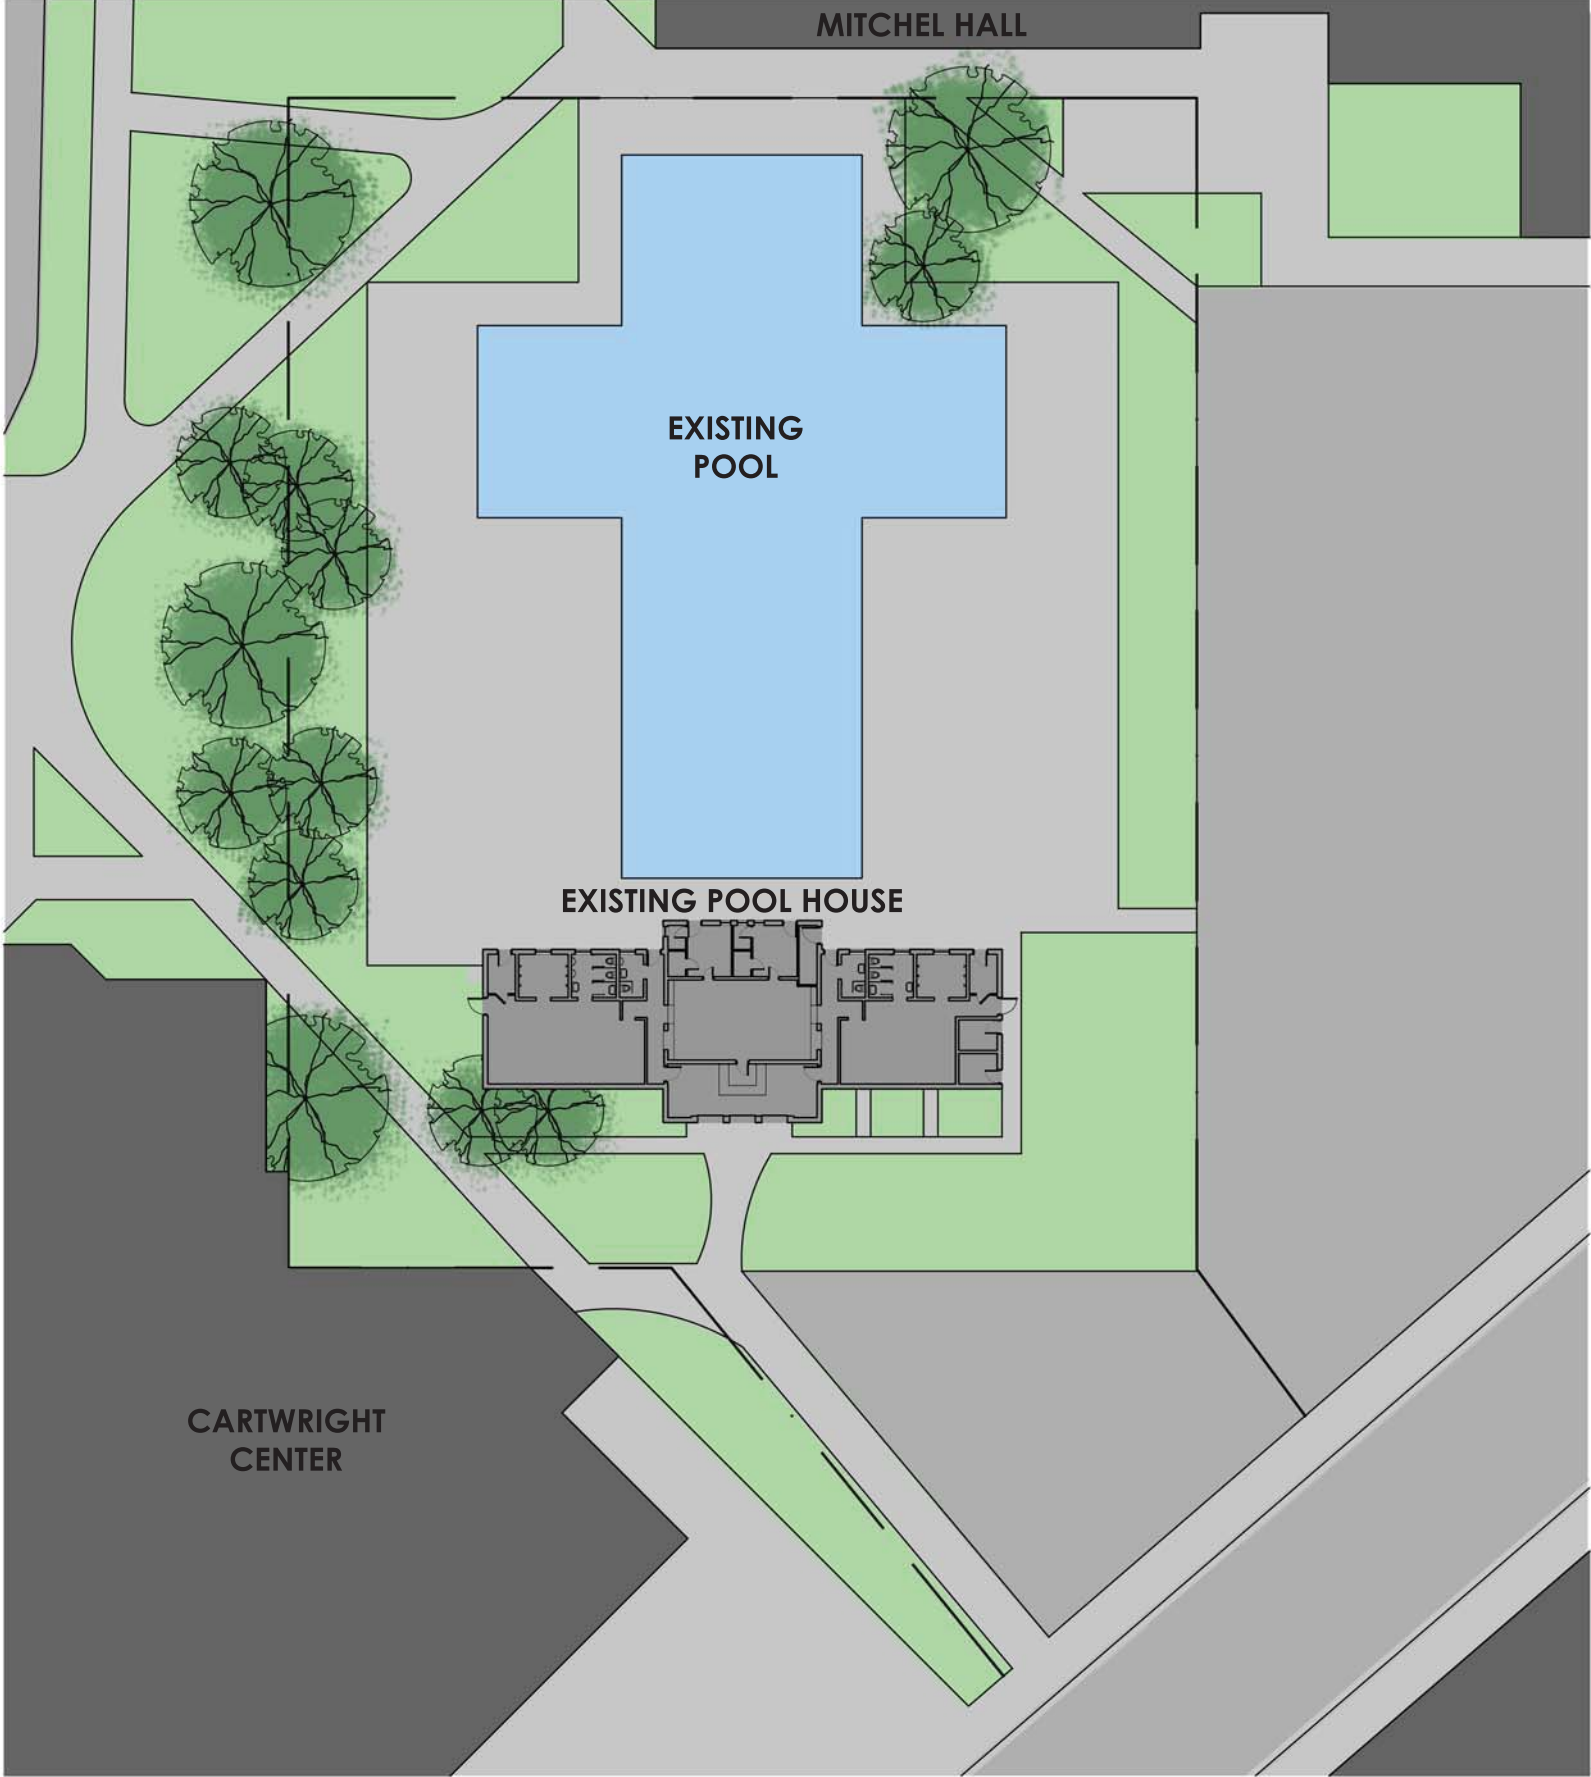 MITCHEL HALL
EXISTING
POOL
EXISTING POOL HOUSE
CARTWRIGHT
CENTER